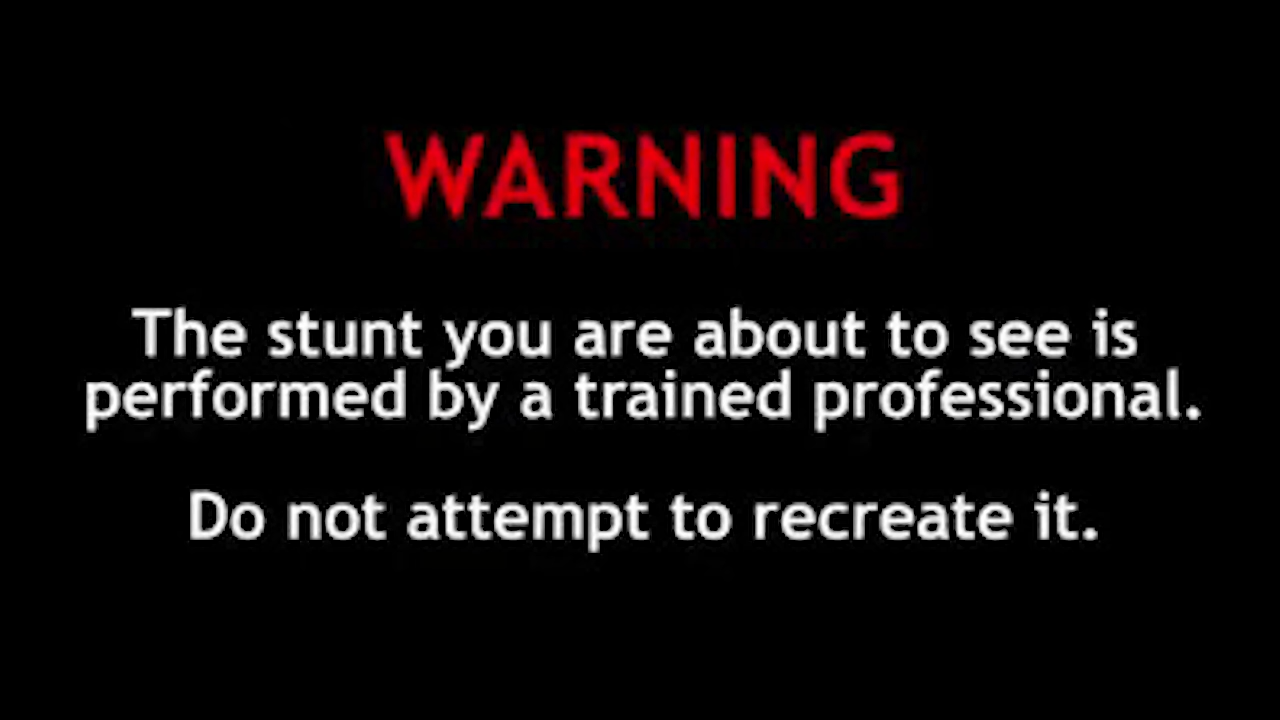 WARNING
The stunt you are about to see is
performed by a trained professional.
Do not attempt to recreate it.